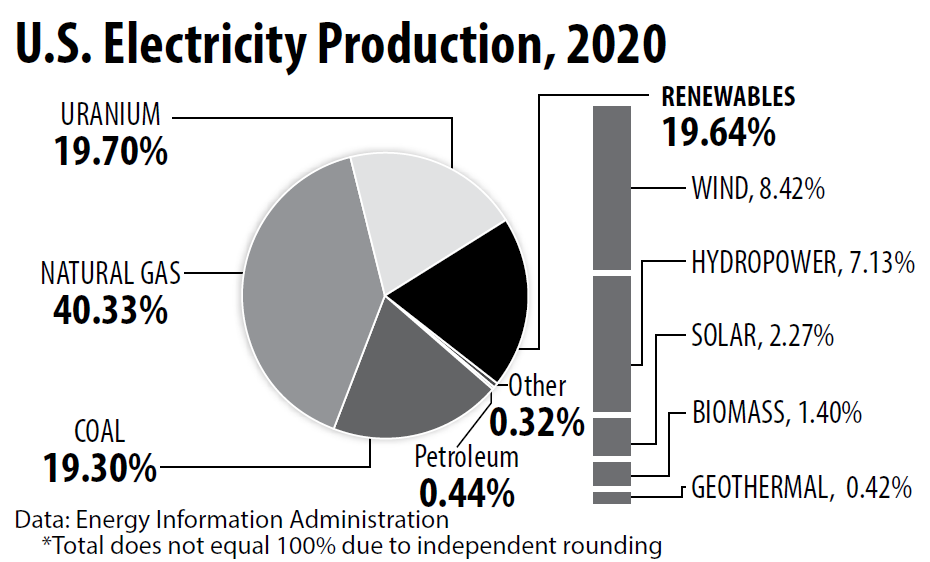 U.S. Electricity Production, 2020
URANIUM
19.70%
NATURAL GAS
40.33%
COAL
19.30%
Petroleum
0.44%
Other
0.32%
RENEWABLES
19.64%
WIND, 8.42%
HYDROPOWER, 7.13%
SOLAR, 2.27%
BIOMASS, 1.40%
GEOTHERMAL, 0.42%
Data: Energy Information Administration
*Total does not equal 100% due to independent rounding